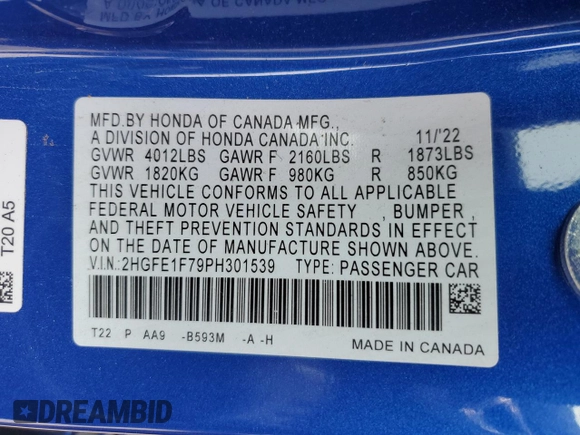 MFD.BY HONDA OF CANADA MFG.,
A DIVISION OF HONDA CANADA INC. 11/'22
GVWR 4012LBS GAWR F 2160LBS R 1873LBS
GVWR 1820KG GAWR F 980KG R 850KG
THIS VEHICLE CONFORMS TO ALL APPLICABLE
FEDERAL MOTOR VEHICLE SAFETY , BUMPER ,
AND THEFT PREVENTION STANDARDS IN EFFECT
ON THE DATE OF MANUFACTURE SHOWN ABOVE.
V.I.N.:2HGFE1F79PH301539 TYPE: PASSENGER CAR
T22 P AA9 -B593M -A -H
MADE IN CANADA
T20 A5
DREAMBID